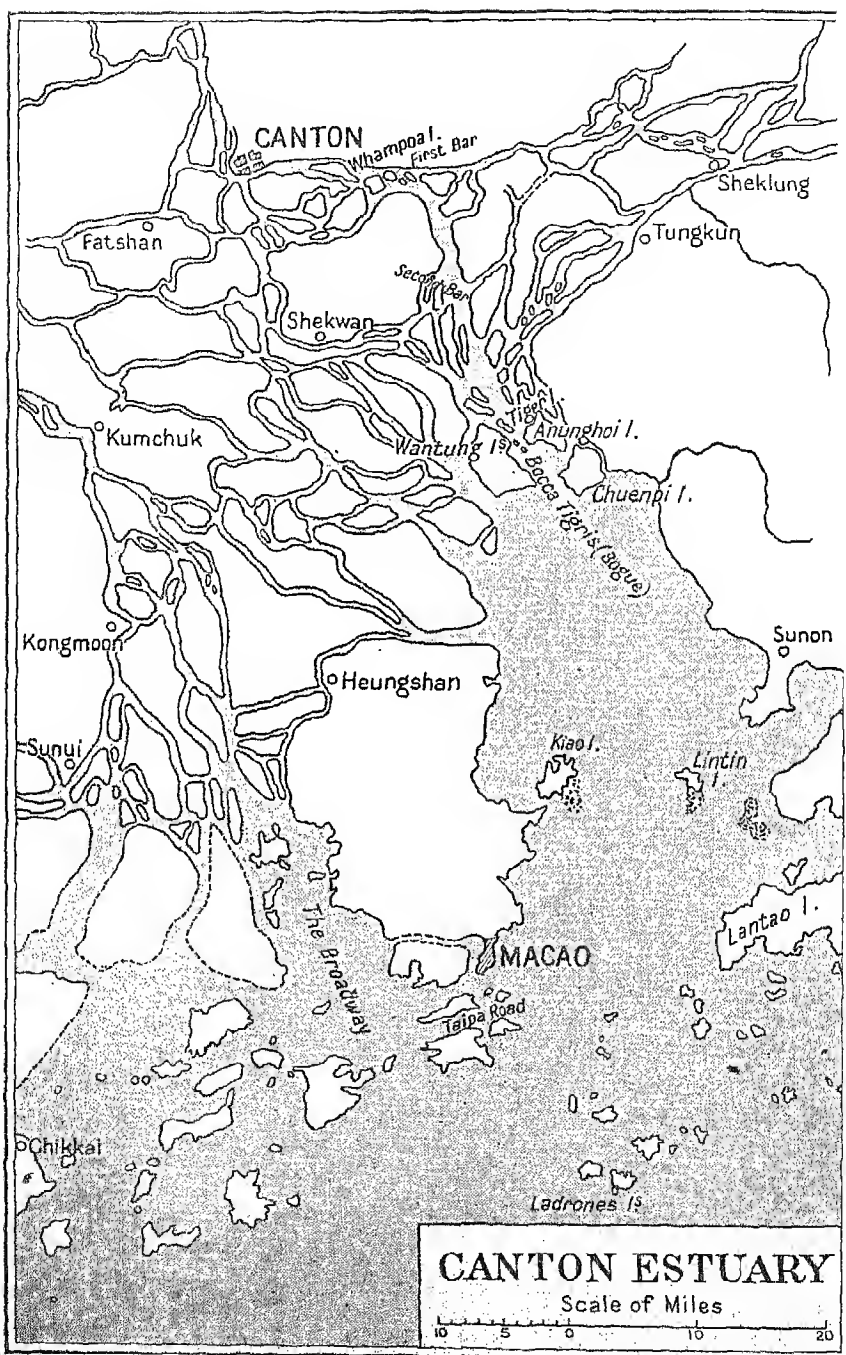 CANTON
Whampoa I.
First Bar
Sheklung
Fatshan
Tungkun
Second Bar
Shekwan
Tiger I.
Kumchuk
Wantung Is
Anunghoi I.
Chuenpi I.
Bocca Tigris (Bogue)
Kongmoon
Sunon
Heungshan
Sunui
Kiao I.
Lintin
I.
The Broadway
Lantao I.
MACAO
Taipa Road
Chikkai
Ladrones Is
CANTON ESTUARY
Scale of Miles
10 5 0 10 20